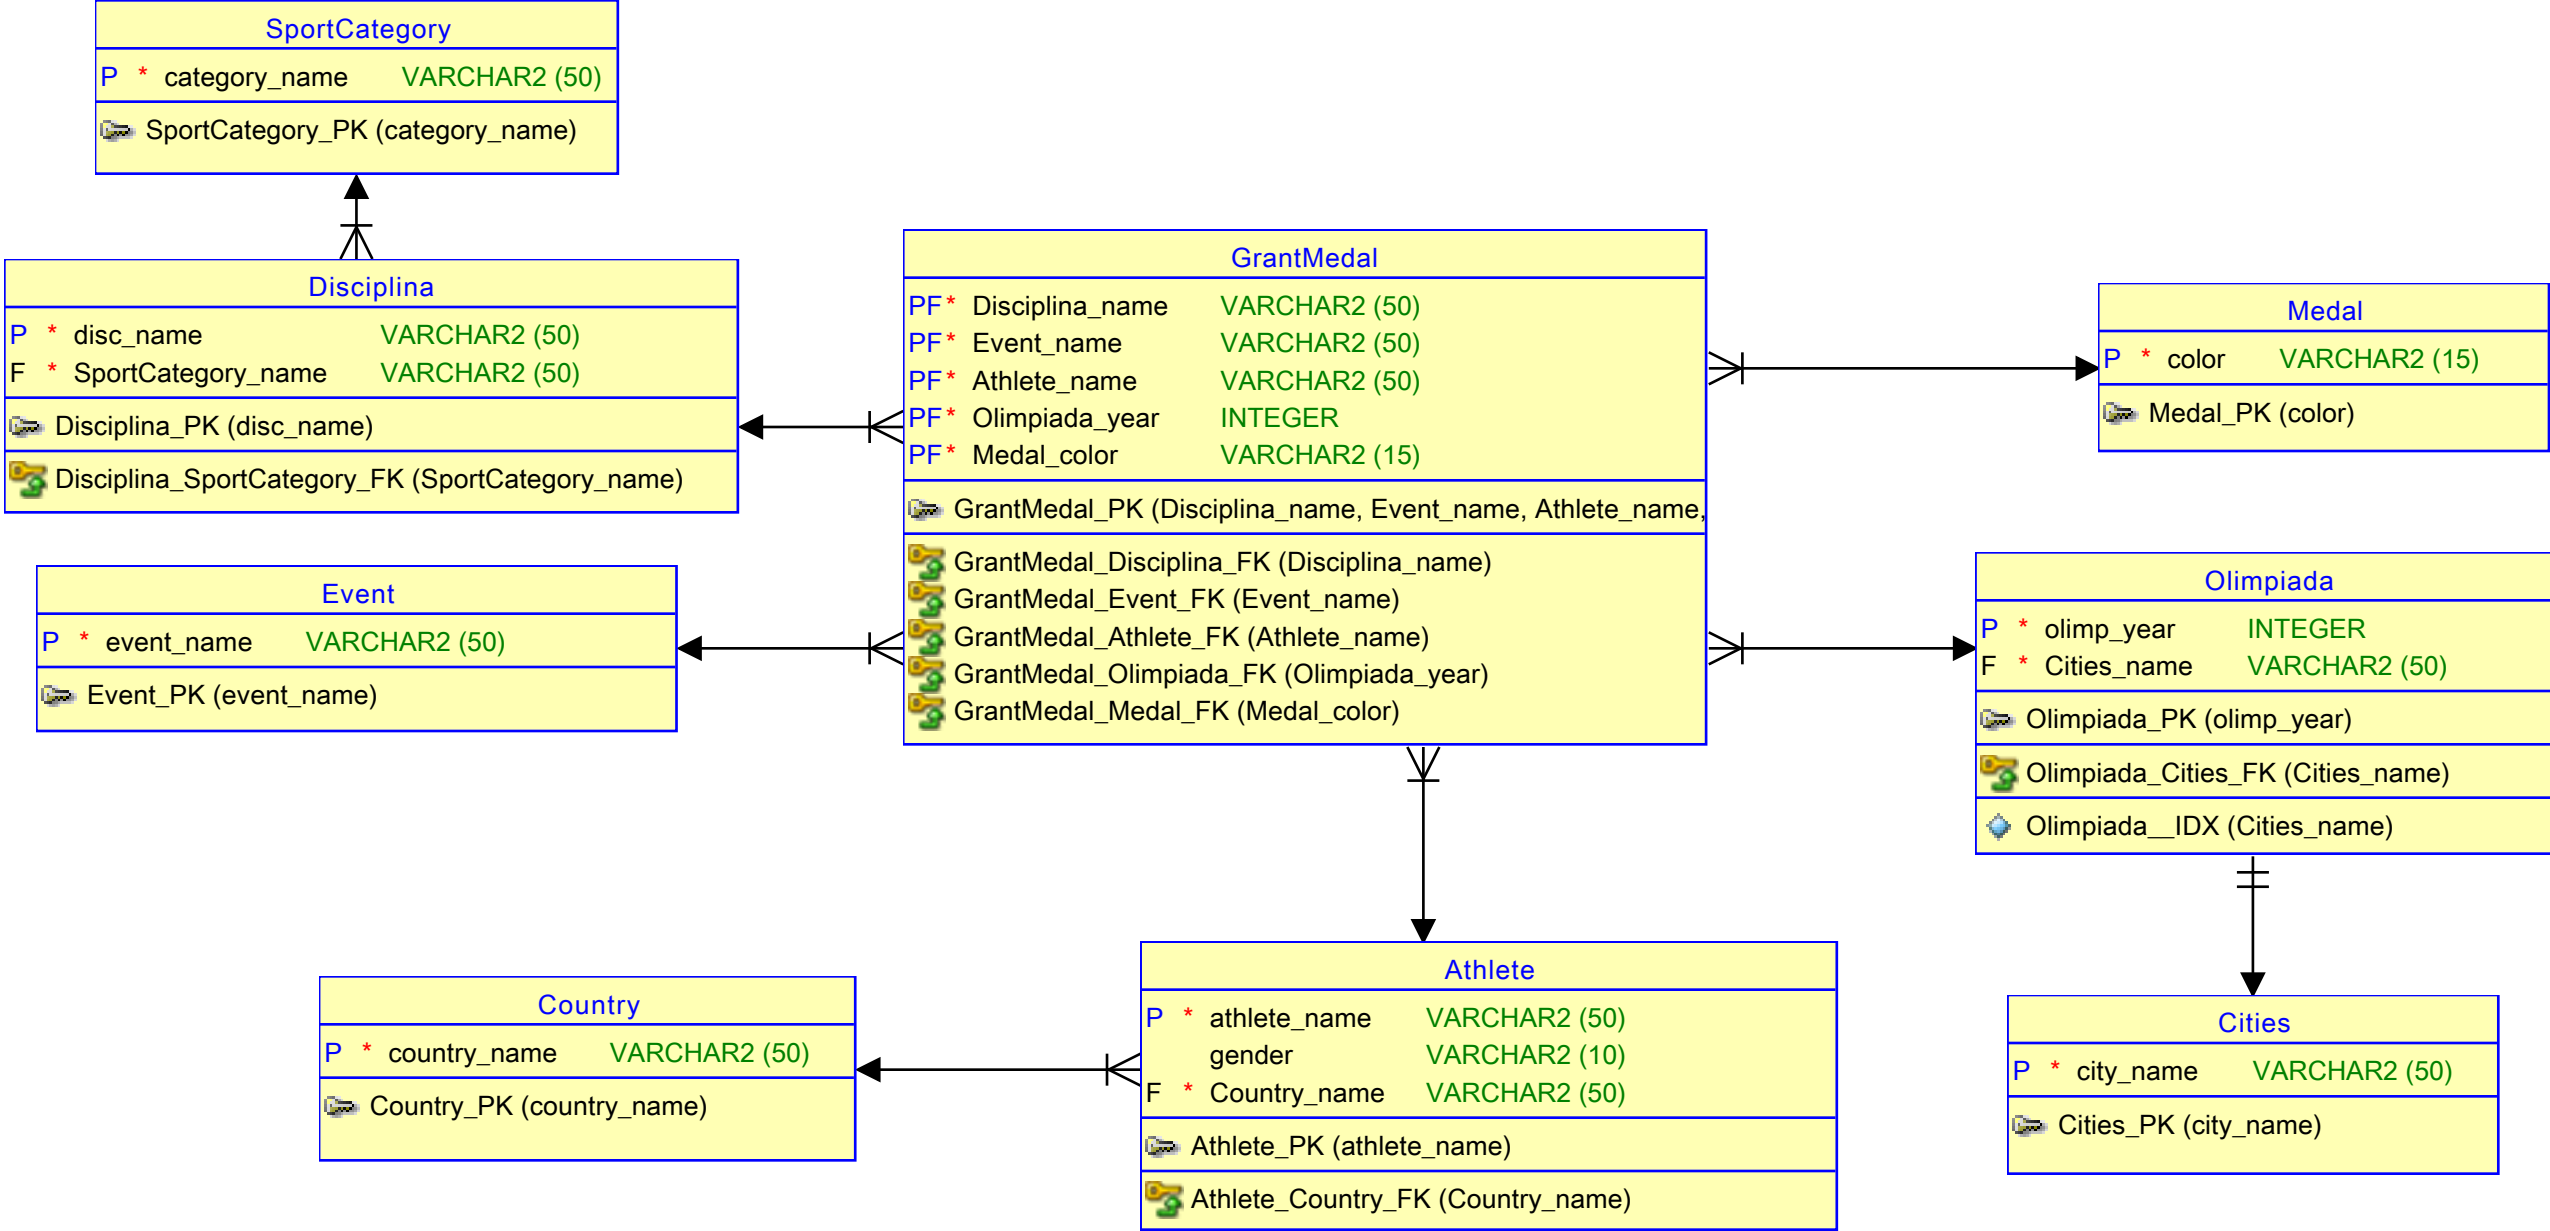 SportCategory
P * category_name VARCHAR2 (50)
SportCategory_PK (category_name)
Disciplina
P * disc_name VARCHAR2 (50)
F * SportCategory_name VARCHAR2 (50)
Disciplina_PK (disc_name)
Disciplina_SportCategory_FK (SportCategory_name)
Event
P * event_name VARCHAR2 (50)
Event_PK (event_name)
GrantMedal
PF * Disciplina_name VARCHAR2 (50)
PF * Event_name VARCHAR2 (50)
PF * Athlete_name VARCHAR2 (50)
PF * Olimpiada_year INTEGER
PF * Medal_color VARCHAR2 (15)
GrantMedal_PK (Disciplina_name, Event_name, Athlete_name,
GrantMedal_Disciplina_FK (Disciplina_name)
GrantMedal_Event_FK (Event_name)
GrantMedal_Athlete_FK (Athlete_name)
GrantMedal_Olimpiada_FK (Olimpiada_year)
GrantMedal_Medal_FK (Medal_color)
Medal
P * color VARCHAR2 (15)
Medal_PK (color)
Olimpiada
P * olimp_year INTEGER
F * Cities_name VARCHAR2 (50)
Olimpiada_PK (olimp_year)
Olimpiada_Cities_FK (Cities_name)
Olimpiada__IDX (Cities_name)
Country
P * country_name VARCHAR2 (50)
Country_PK (country_name)
Athlete
P * athlete_name VARCHAR2 (50)
gender VARCHAR2 (10)
F * Country_name VARCHAR2 (50)
Athlete_PK (athlete_name)
Athlete_Country_FK (Country_name)
Cities
P * city_name VARCHAR2 (50)
Cities_PK (city_name)